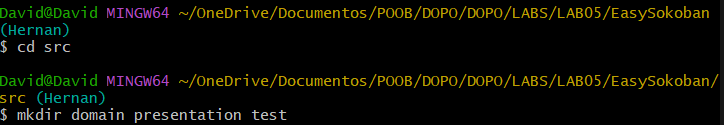 David@David MINGW64 ~/OneDrive/Documentos/POOB/DOPO/DOPO/LABS/LAB05/EasySokoban
(Hernan)
$ cd src
David@David MINGW64 ~/OneDrive/Documentos/POOB/DOPO/DOPO/LABS/LAB05/EasySokoban/
src (Hernan)
$ mkdir domain presentation test